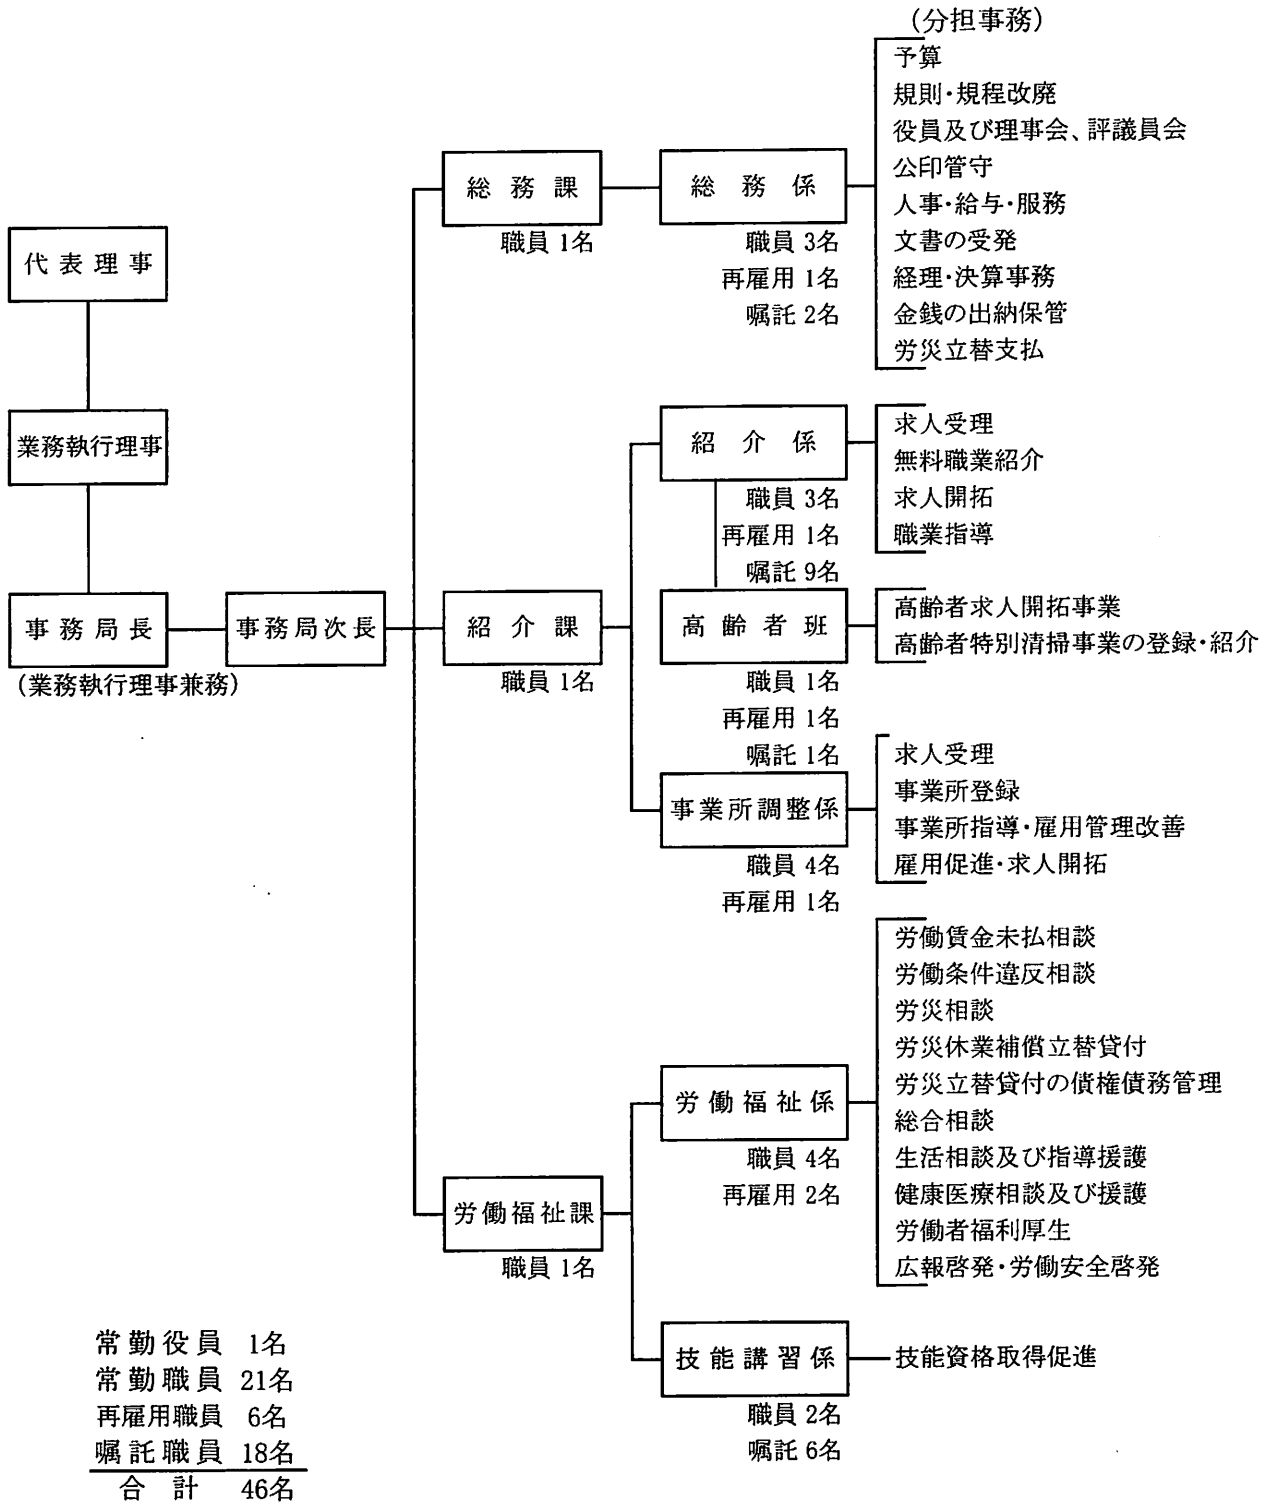 (分担事務)
代表理事
業務執行理事
事務局長
(業務執行理事兼務)
事務局次長
総務課
職員 1名
総務係
職員 3名
再雇用 1名
嘱託 2名
予算
規則・規程改廃
役員及び理事会、評議員会
公印管守
人事・給与・服務
文書の受発
経理・決算事務
金銭の出納保管
労災立替支払
紹介課
職員 1名
紹介係
職員 3名
再雇用 1名
嘱託 9名
求人受理
無料職業紹介
求人開拓
職業指導
高齢者班
職員 1名
再雇用 1名
嘱託 1名
高齢者求人開拓事業
高齢者特別清掃事業の登録・紹介
事業所調整係
職員 4名
再雇用 1名
求人受理
事業所登録
事業所指導・雇用管理改善
雇用促進・求人開拓
労働福祉課
職員 1名
労働福祉係
職員 4名
再雇用 2名
労働賃金未払相談
労働条件違反相談
労災相談
労災休業補償立替貸付
労災立替貸付の債権債務管理
総合相談
生活相談及び指導援護
健康医療相談及び援護
労働者福利厚生
広報啓発・労働安全啓発
技能講習係
職員 2名
嘱託 6名
技能資格取得促進
常勤役員 1名
常勤職員 21名
再雇用職員 6名
嘱託職員 18名
合計 46名